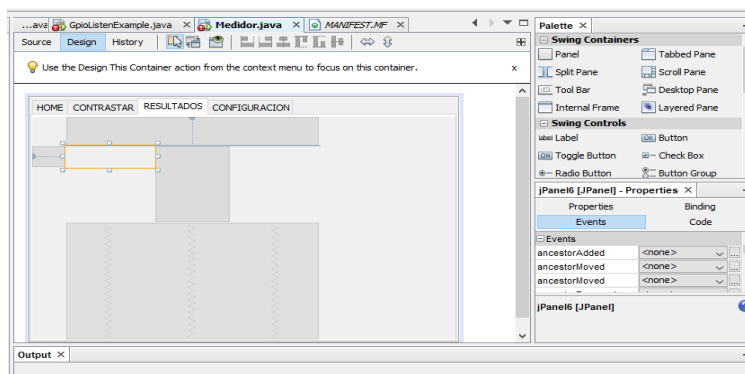 ...ava GpioListenExample.java × Medidor.java × MANIFEST.MF ×
Source Design History
Use the Design This Container action from the context menu to focus on this container. x
HOME CONTRASTAR RESULTADOS CONFIGURACION
Palette ×
Swing Containers
Panel Tabbed Pane
Split Pane Scroll Pane
Tool Bar Desktop Pane
Internal Frame Layered Pane
Swing Controls
label Label OK Button
ON Toggle Button Check Box
Radio Button Button Group
jPanel6 [JPanel] - Properties ×
Properties Binding
Events Code
Events
ancestorAdded <none> ...
ancestorMoved <none> ...
ancestorMoved <none> ...
jPanel6 [JPanel]
Output ×